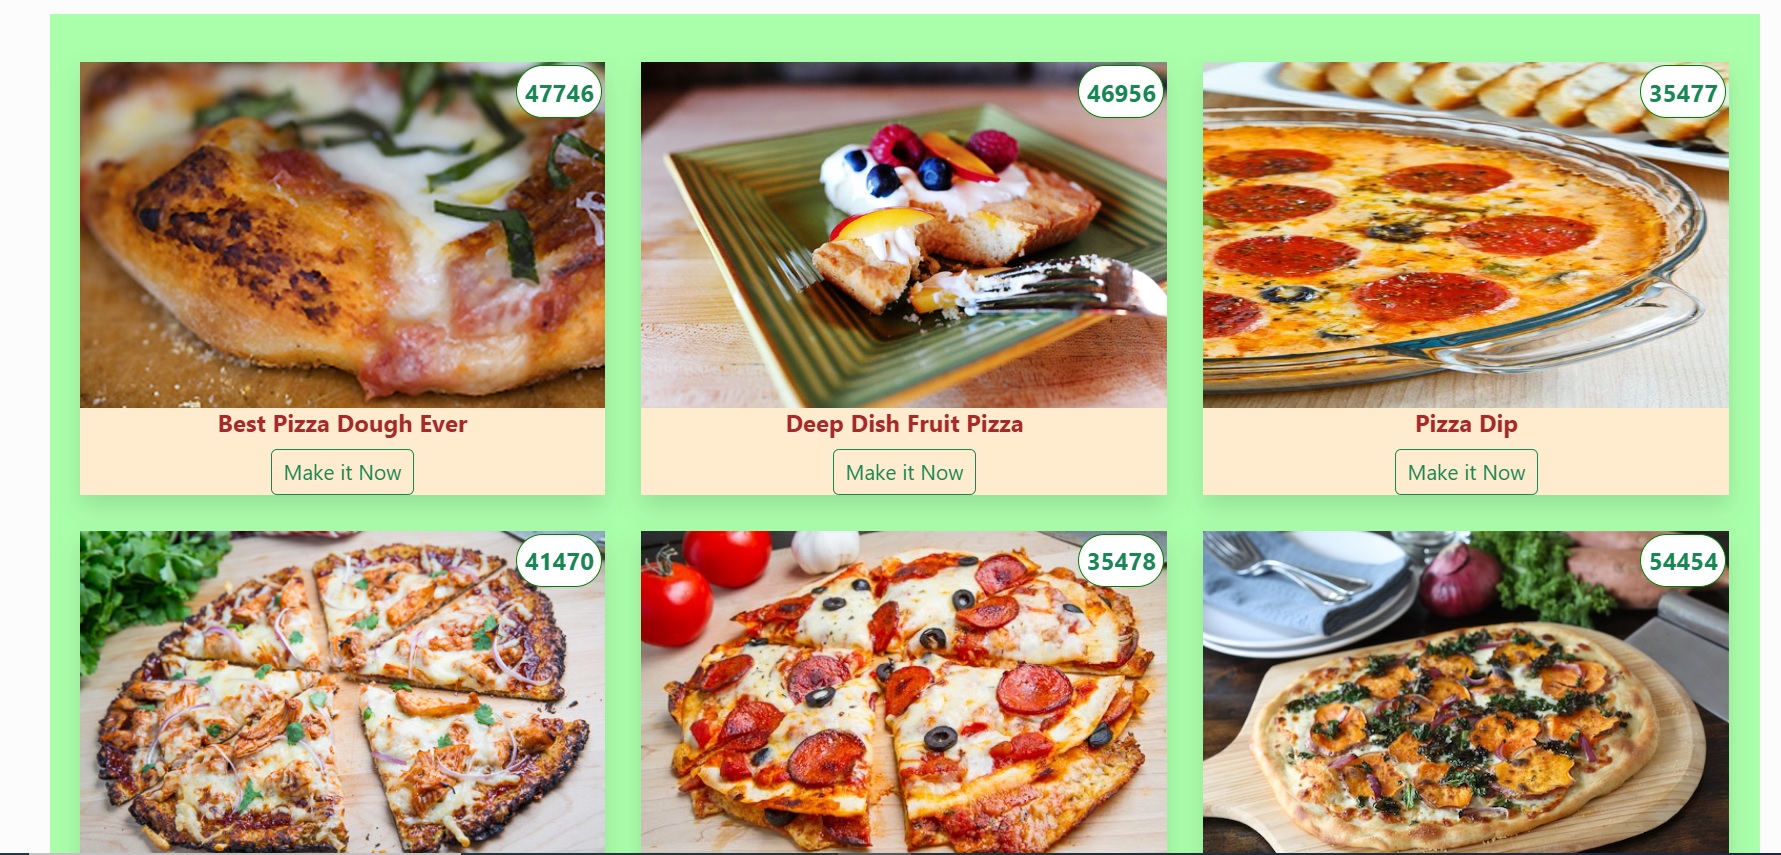 47746
46956
35477
Best Pizza Dough Ever
Deep Dish Fruit Pizza
Pizza Dip
Make it Now
Make it Now
Make it Now
41470
35478
54454